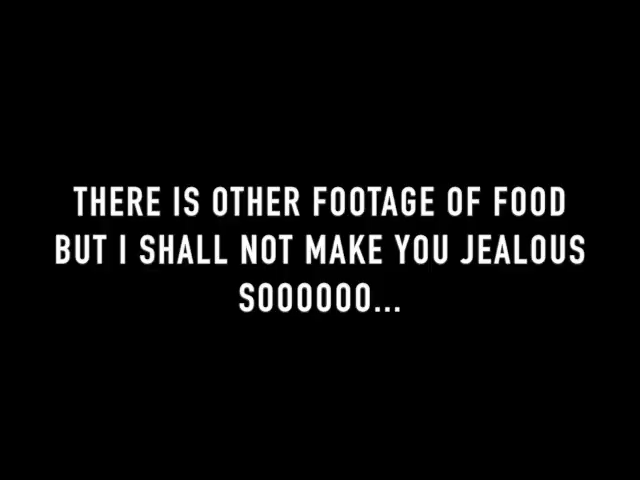 THERE IS OTHER FOOTAGE OF FOOD
BUT I SHALL NOT MAKE YOU JEALOUS
SOOOOOO...